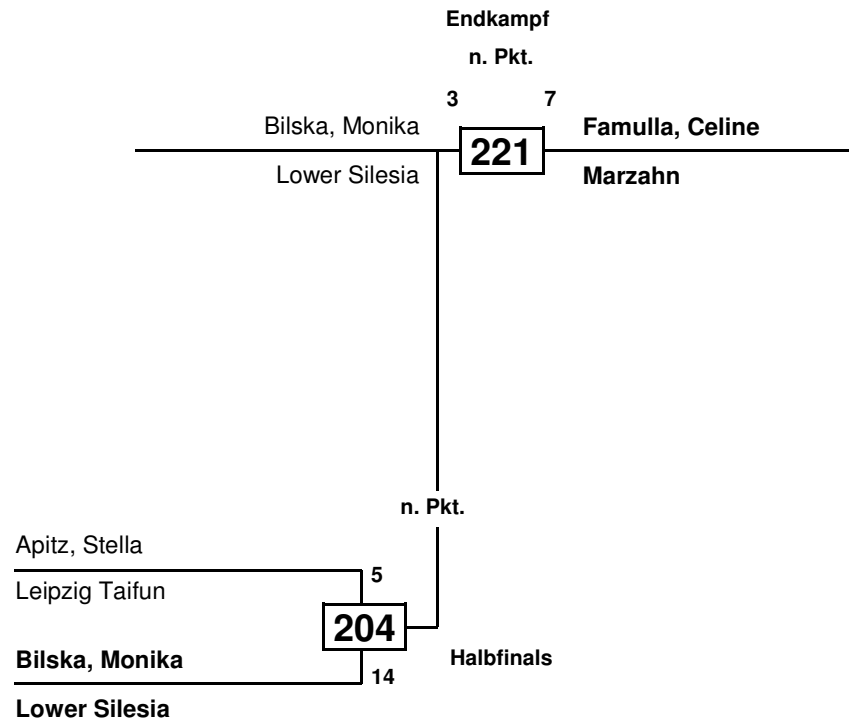 Endkampf
n. Pkt.
3 7
Bilska, Monika Famulla, Celine
221
Lower Silesia Marzahn
n. Pkt.
Apitz, Stella
5
Leipzig Taifun
204
Bilska, Monika Halbfinals
14
Lower Silesia